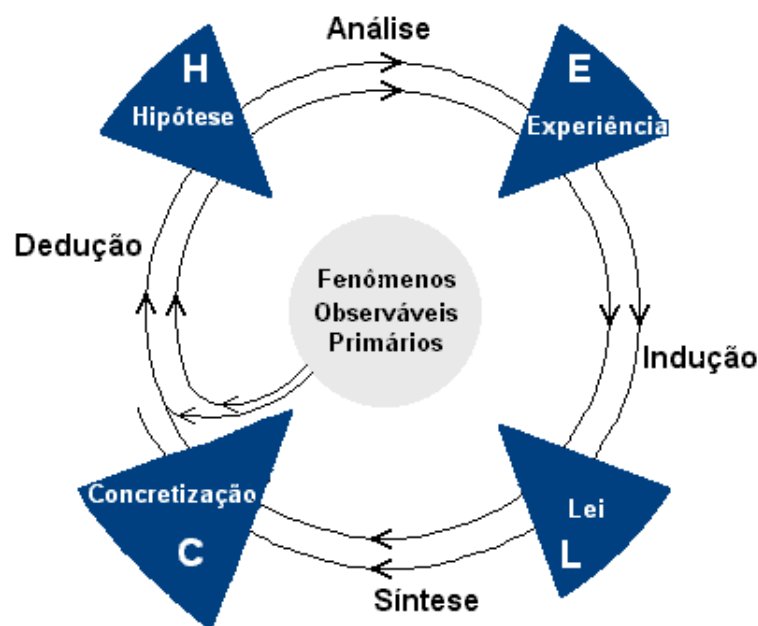 Análise
H
Hipótese
E
Experiência
Dedução
Fenômenos
Observáveis
Primários
Indução
Concretização
C
Lei
L
Síntese